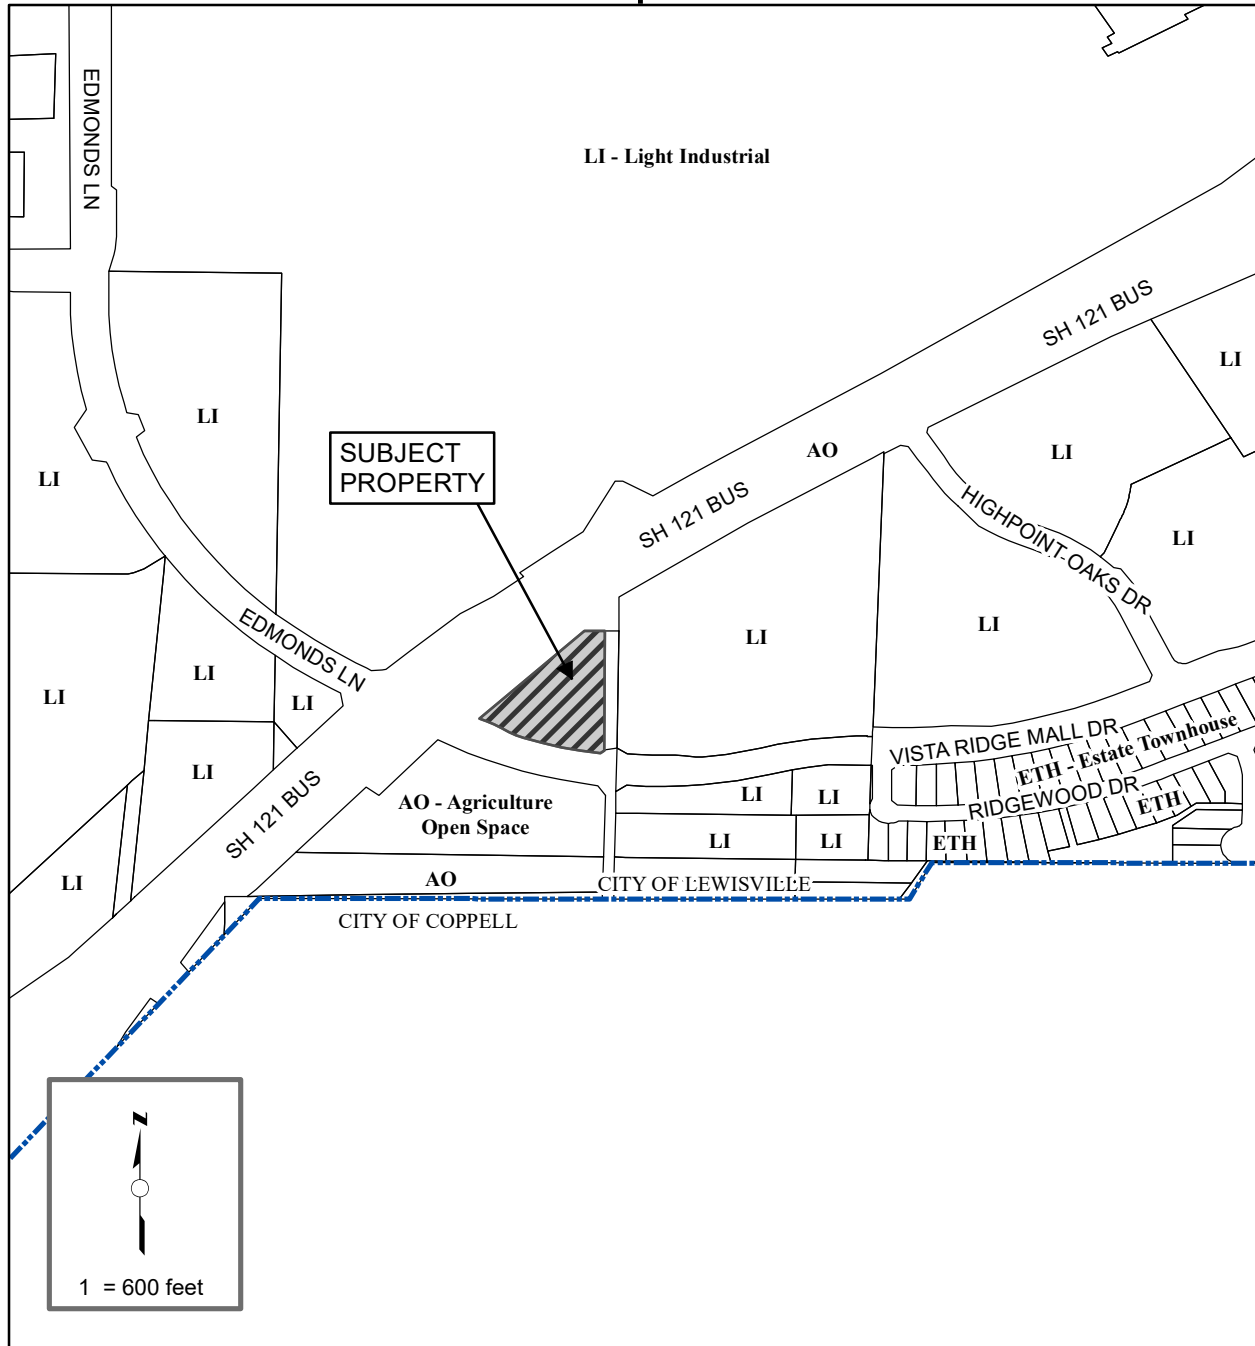 EDMONDS LN
LI - Light Industrial
SH 121 BUS
LI
LI
AO
LI
LI
SUBJECT
PROPERTY
SH 121 BUS
HIGHPOINT OAKS DR
LI
EDMONDS LN
LI
LI
LI
LI
LI
VISTA RIDGE MALL DR
ETH - Estate Townhouse
LI
SH 121 BUS
AO - Agriculture
Open Space
LI
LI
RIDGEWOOD DR
ETH
LI
LI
ETH
LI
AO
CITY OF LEWISVILLE
CITY OF COPPELL
N
1 = 600 feet